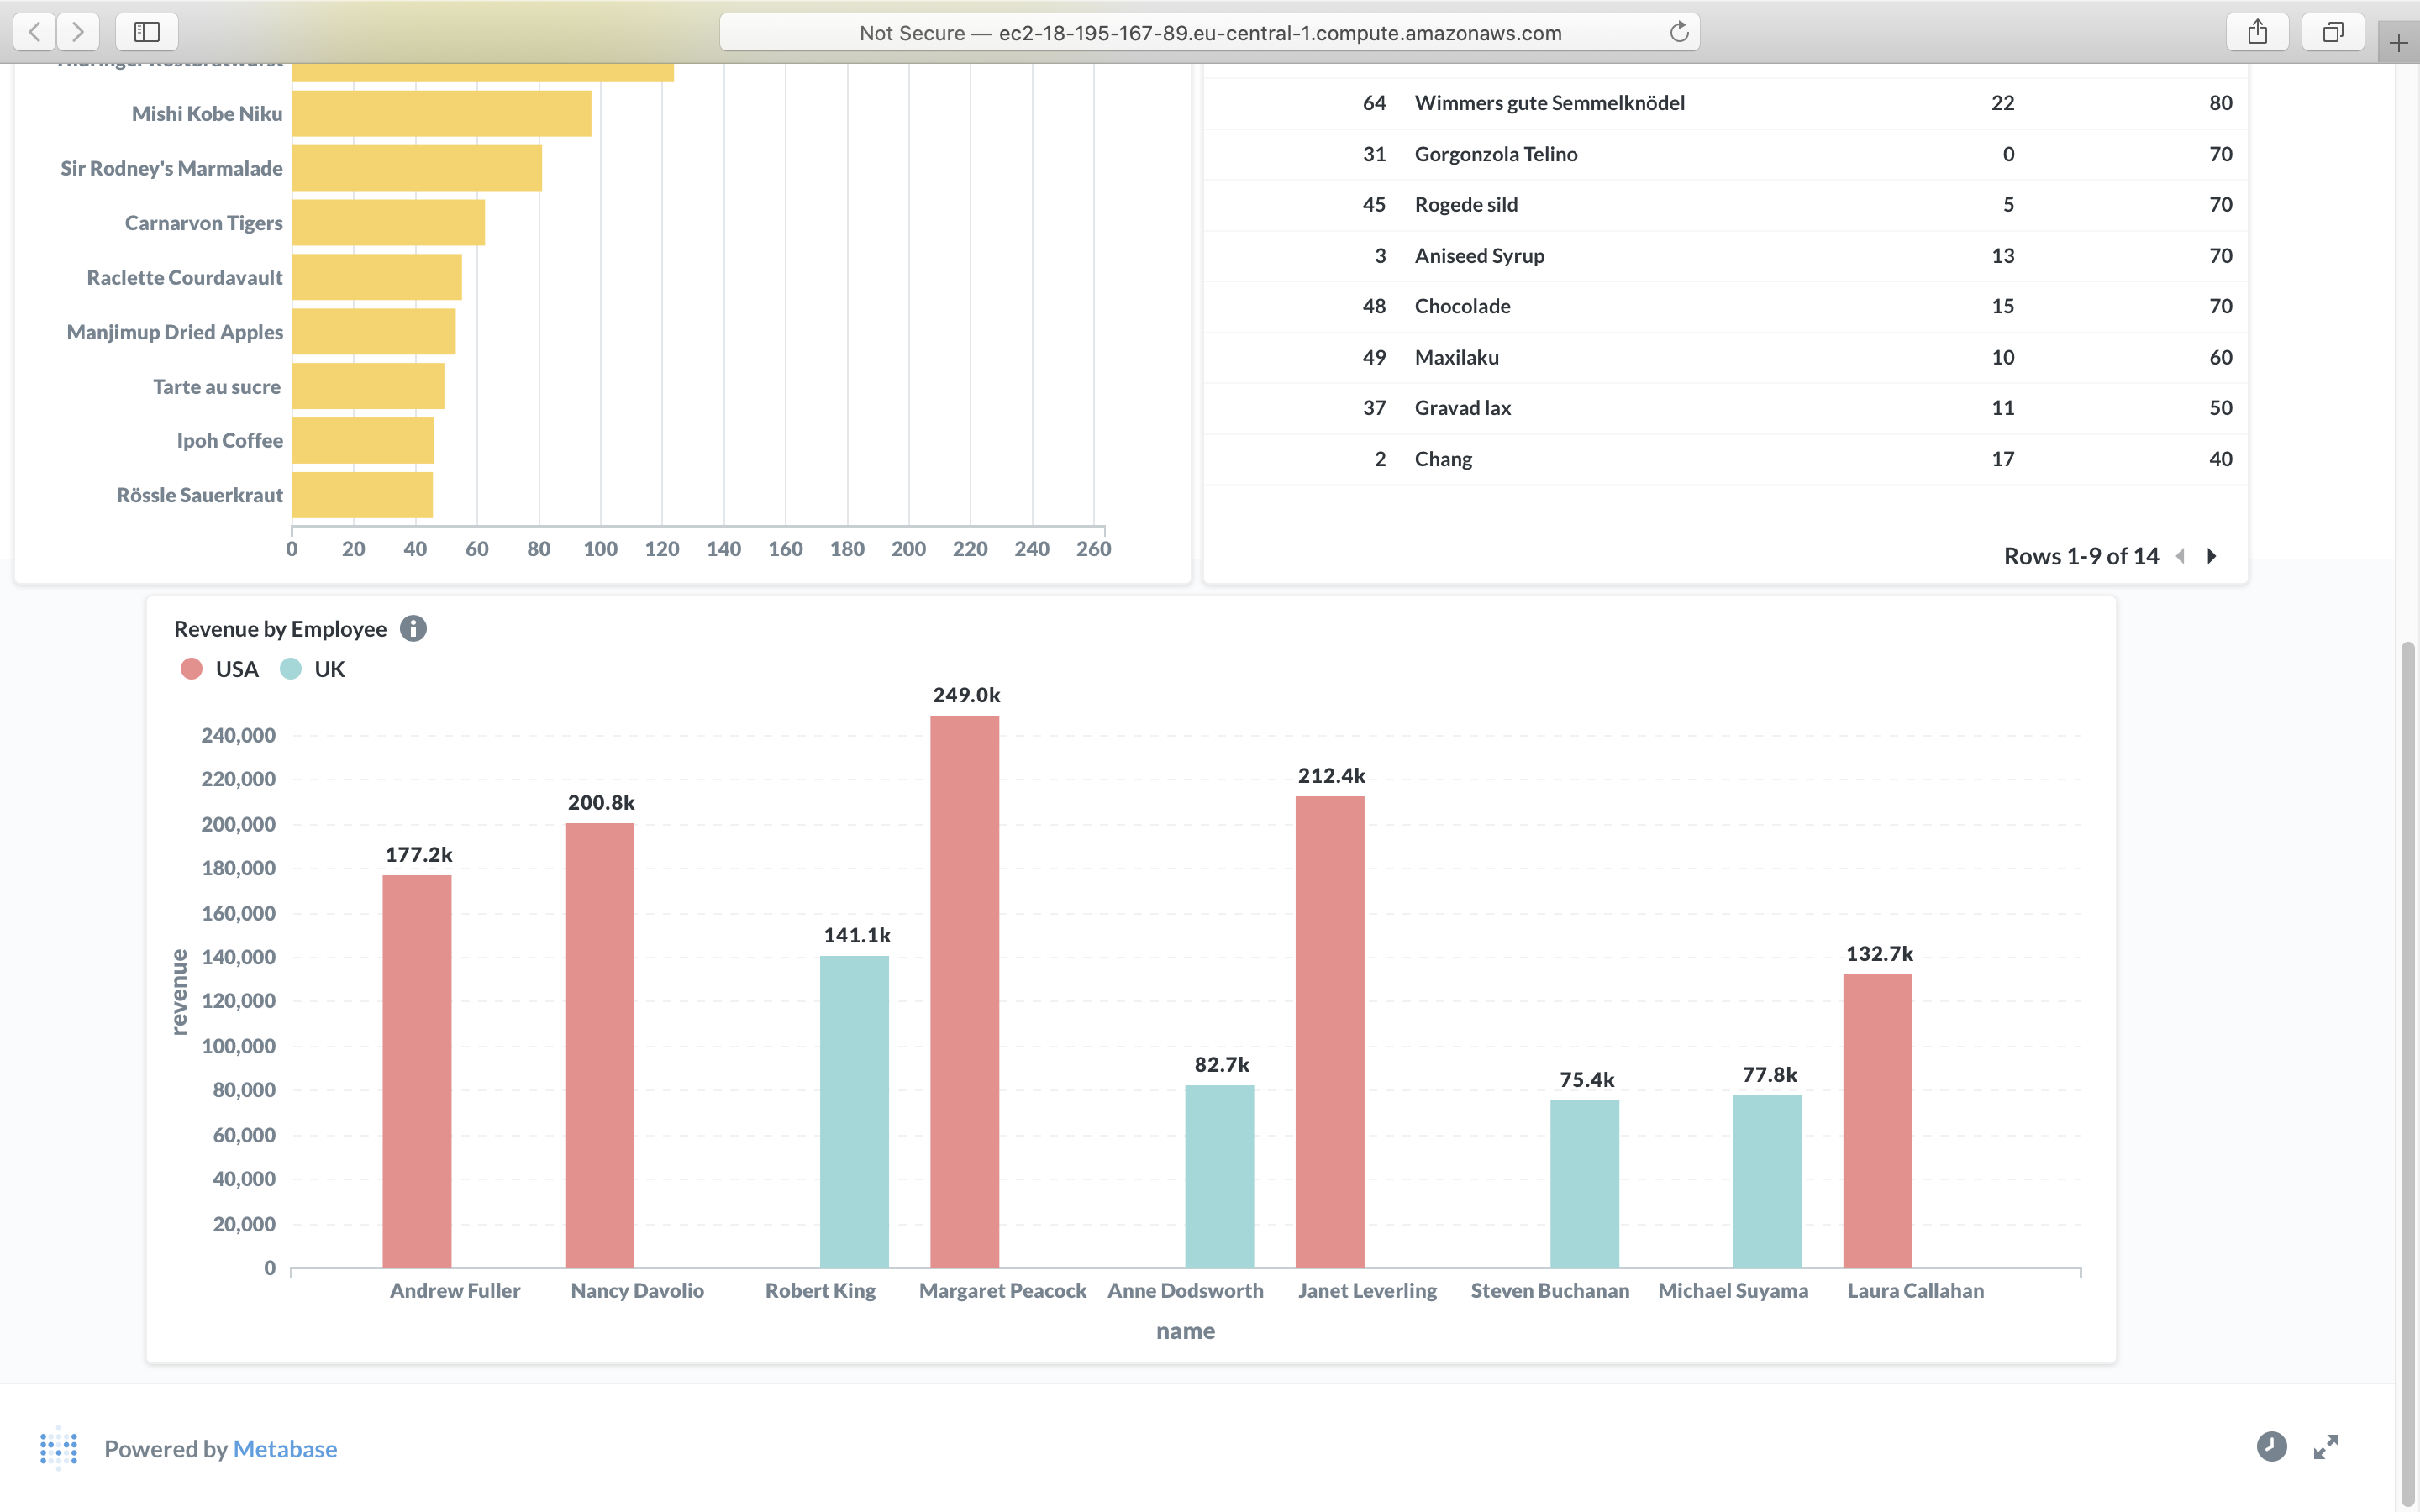 Not Secure — ec2-18-195-167-89.eu-central-1.compute.amazonaws.com
Mishi Kobe Niku
Sir Rodney's Marmalade
Carnarvon Tigers
Raclette Courdavault
Manjimup Dried Apples
Tarte au sucre
Ipoh Coffee
Rössle Sauerkraut
0 20 40 60 80 100 120 140 160 180 200 220 240 260
64 Wimmers gute Semmelknödel 22 80
31 Gorgonzola Telino 0 70
45 Rogede sild 5 70
3 Aniseed Syrup 13 70
48 Chocolade 15 70
49 Maxilaku 10 60
37 Gravad lax 11 50
2 Chang 17 40
Rows 1-9 of 14
Revenue by Employee
USA UK
249.0k
240,000
220,000
212.4k
200.8k
200,000
177.2k
180,000
160,000
141.1k
140,000
132.7k
120,000
100,000
82.7k
80,000
77.8k
75.4k
60,000
40,000
20,000
0
revenue
Andrew Fuller Nancy Davolio Robert King Margaret Peacock Anne Dodsworth Janet Leverling Steven Buchanan Michael Suyama Laura Callahan
name
Powered by Metabase